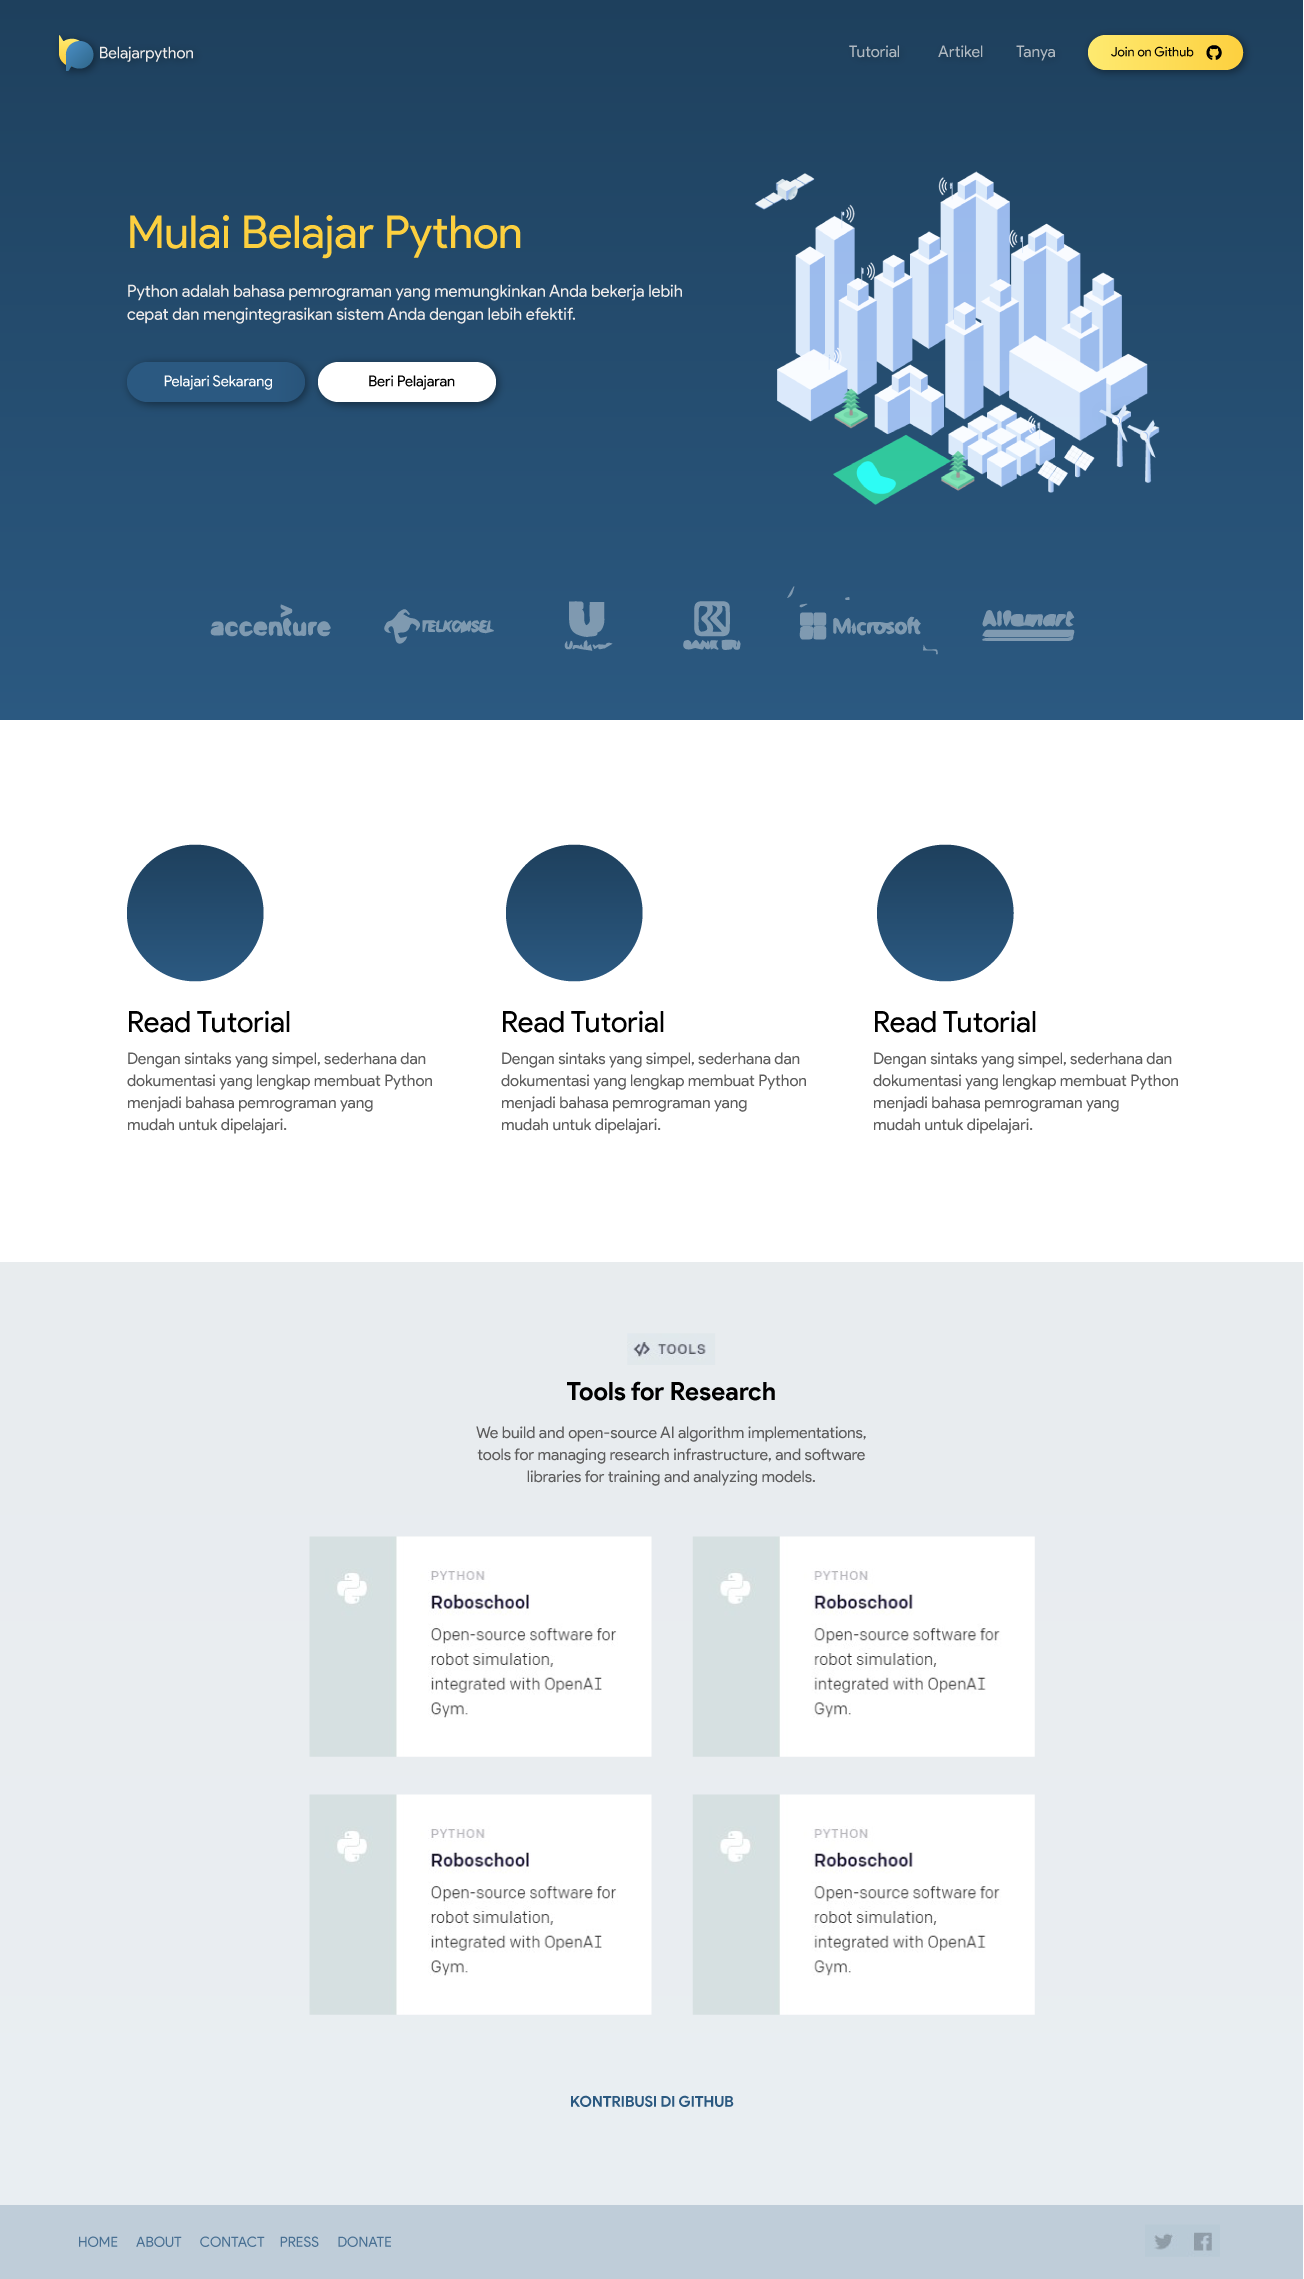 Belajarpython
Tutorial
Artikel
Tanya
Join on Github
Mulai Belajar Python
Python adalah bahasa pemrograman yang memungkinkan Anda bekerja lebih
cepat dan mengintegrasikan sistem Anda dengan lebih efektif.
Pelajari Sekarang
Beri Pelajaran
accenture
TELKOMSEL
BANK BRI
Microsoft
Alfamart
Read Tutorial
Dengan sintaks yang simpel, sederhana dan
dokumentasi yang lengkap membuat Python
menjadi bahasa pemrograman yang
mudah untuk dipelajari.
Read Tutorial
Dengan sintaks yang simpel, sederhana dan
dokumentasi yang lengkap membuat Python
menjadi bahasa pemrograman yang
mudah untuk dipelajari.
Read Tutorial
Dengan sintaks yang simpel, sederhana dan
dokumentasi yang lengkap membuat Python
menjadi bahasa pemrograman yang
mudah untuk dipelajari.
TOOLS
Tools for Research
We build and open-source AI algorithm implementations,
tools for managing research infrastructure, and software
libraries for training and analyzing models.
PYTHON
Roboschool
Open-source software for
robot simulation,
integrated with OpenAI
Gym.
PYTHON
Roboschool
Open-source software for
robot simulation,
integrated with OpenAI
Gym.
PYTHON
Roboschool
Open-source software for
robot simulation,
integrated with OpenAI
Gym.
PYTHON
Roboschool
Open-source software for
robot simulation,
integrated with OpenAI
Gym.
KONTRIBUSI DI GITHUB
HOME
ABOUT
CONTACT
PRESS
DONATE